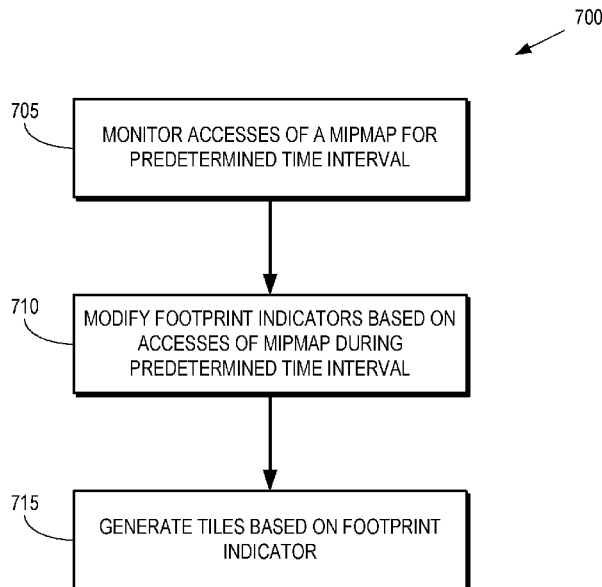 700
705
MONITOR ACCESSES OF A MIPMAP FOR
PREDETERMINED TIME INTERVAL
710
MODIFY FOOTPRINT INDICATORS BASED ON
ACCESSES OF MIPMAP DURING
PREDETERMINED TIME INTERVAL
715
GENERATE TILES BASED ON FOOTPRINT
INDICATOR